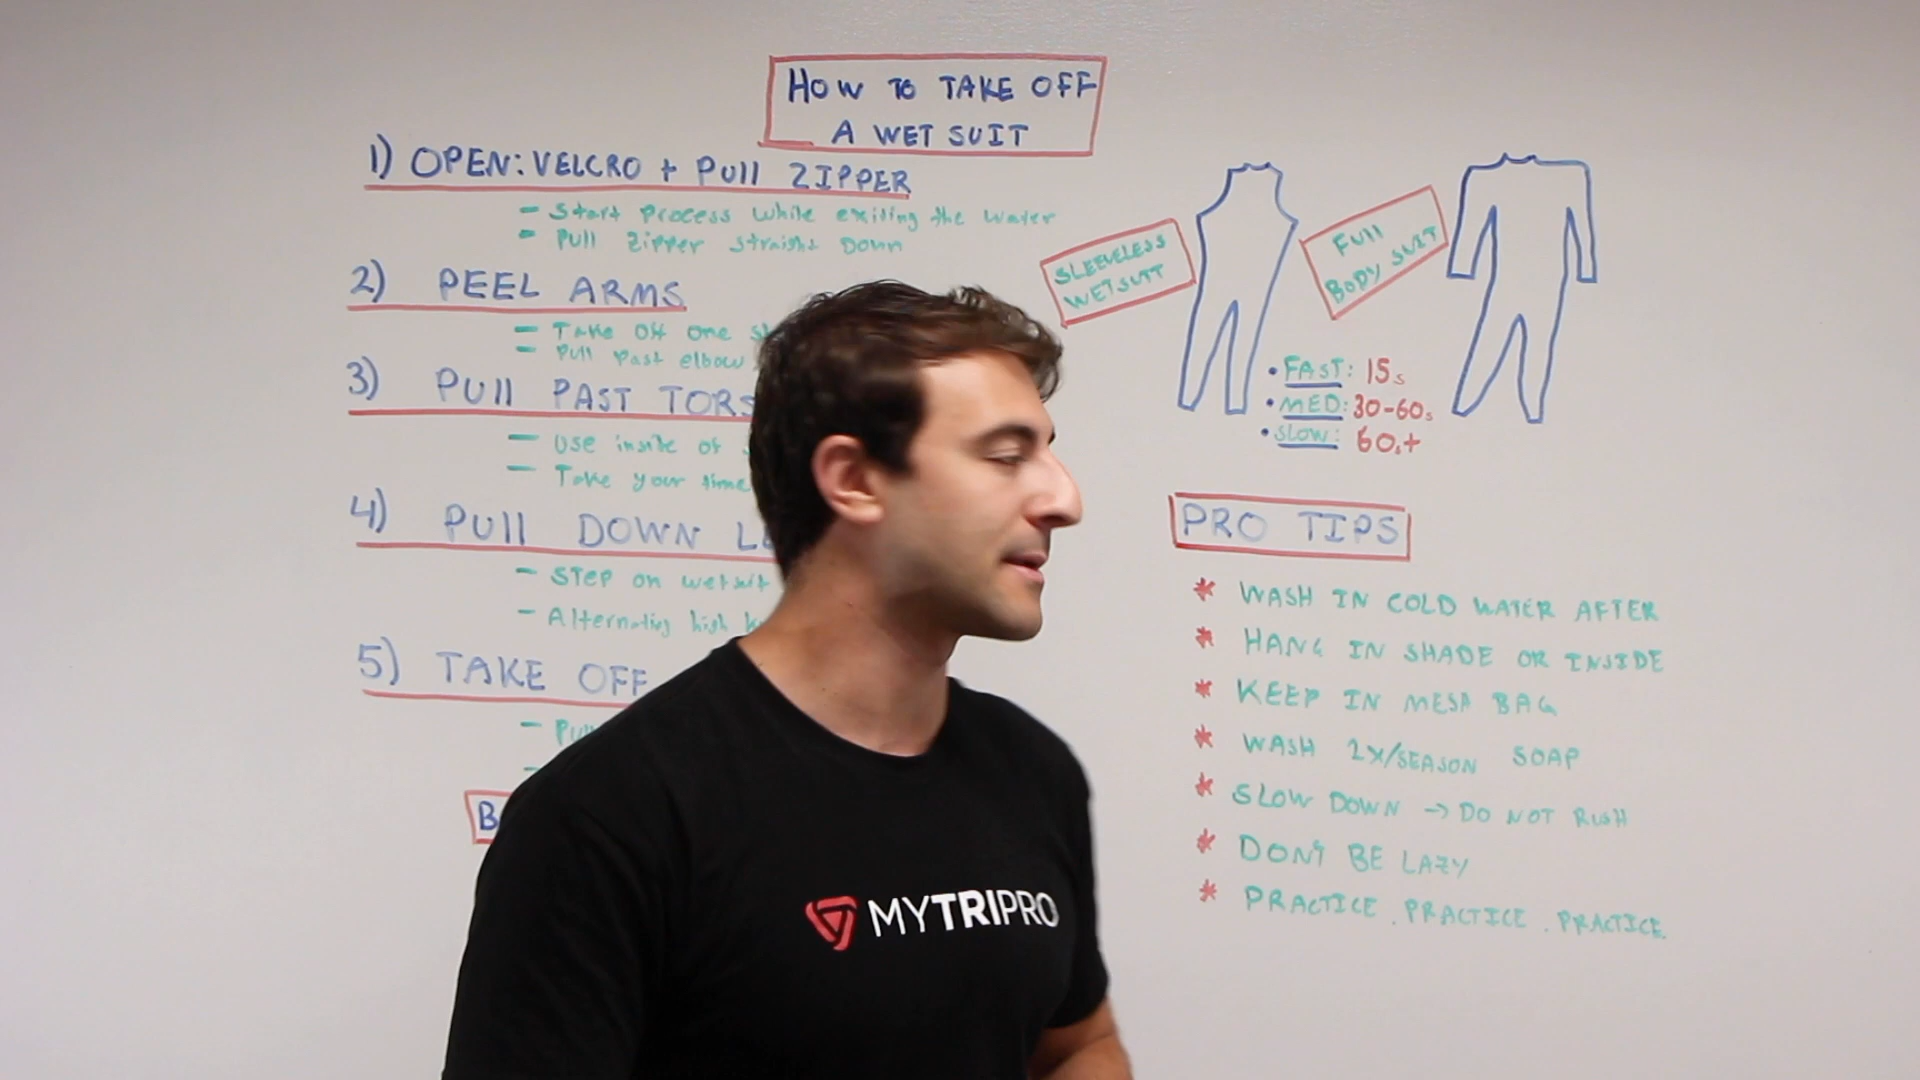 HOW TO TAKE OFF
A WET SUIT
1) OPEN: VELCRO + PUll ZIPPER
- Start Process while exiting the water
- Pull Zipper straight Down
2) PEEL ARMS
- Take Off One
- Pull Past elbow
3) PUll PAST
- Use inside of
- Take your time
4) PUll DOWN
- STEP on wetsuit
- Alternating high
5) TAKE OFF
SLEEVELESS
WETSUIT
FUll
BODY SUIT
• FAST: 15s
• MED: 30-60s
• SLOW: 60s+
PRO TIPS
* WASH IN COLD WATER AFTER
* HANG IN SHADE OR INSIDE
* KEEP IN MESH BAG
* WASH 2X/SEASON SOAP
* SLOW DOWN → DO NOT RUSH
* DON'T BE LAZY
* PRACTICE . PRACTICE . PRACTICE.
MYTRIPRO